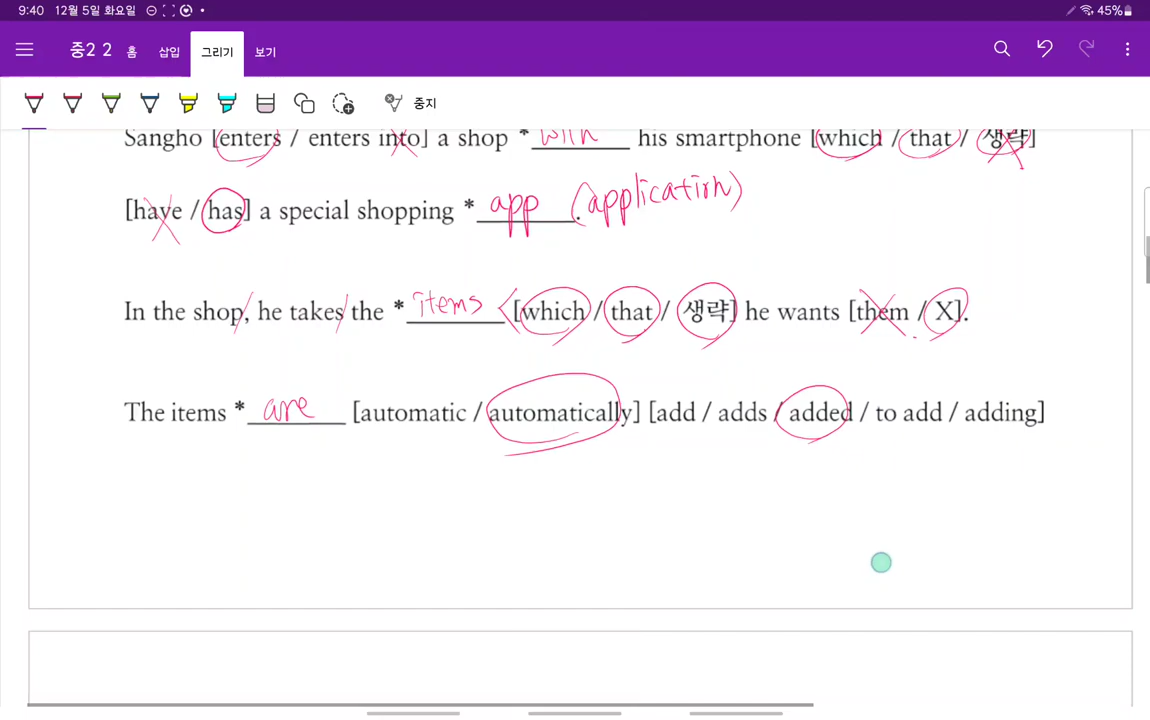 9:40 12월 5일 화요일 45%
중2 2 홈 삽입 그리기 보기
중지
Sangho [enters / enters into] a shop * with his smartphone [which / that / 생략]
[have / has] a special shopping * app (application).
In the shop, he takes the * items [which / that / 생략] he wants [them / X].
The items * are [automatic / automatically] [add / adds / added / to add / adding]